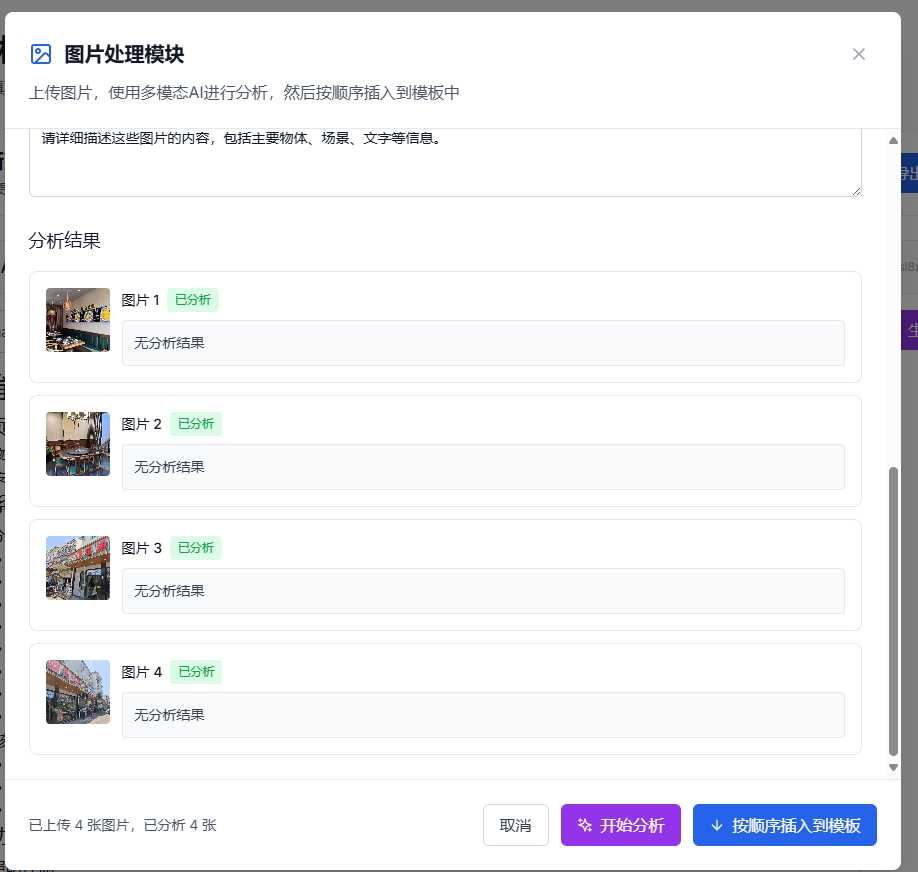 图片处理模块
上传图片，使用多模态AI进行分析，然后按顺序插入到模板中
请详细描述这些图片的内容，包括主要物体、场景、文字等信息。
分析结果
图片 1 已分析
无分析结果
图片 2 已分析
无分析结果
图片 3 已分析
无分析结果
图片 4 已分析
无分析结果
已上传 4 张图片，已分析 4 张
取消
开始分析
按顺序插入到模板